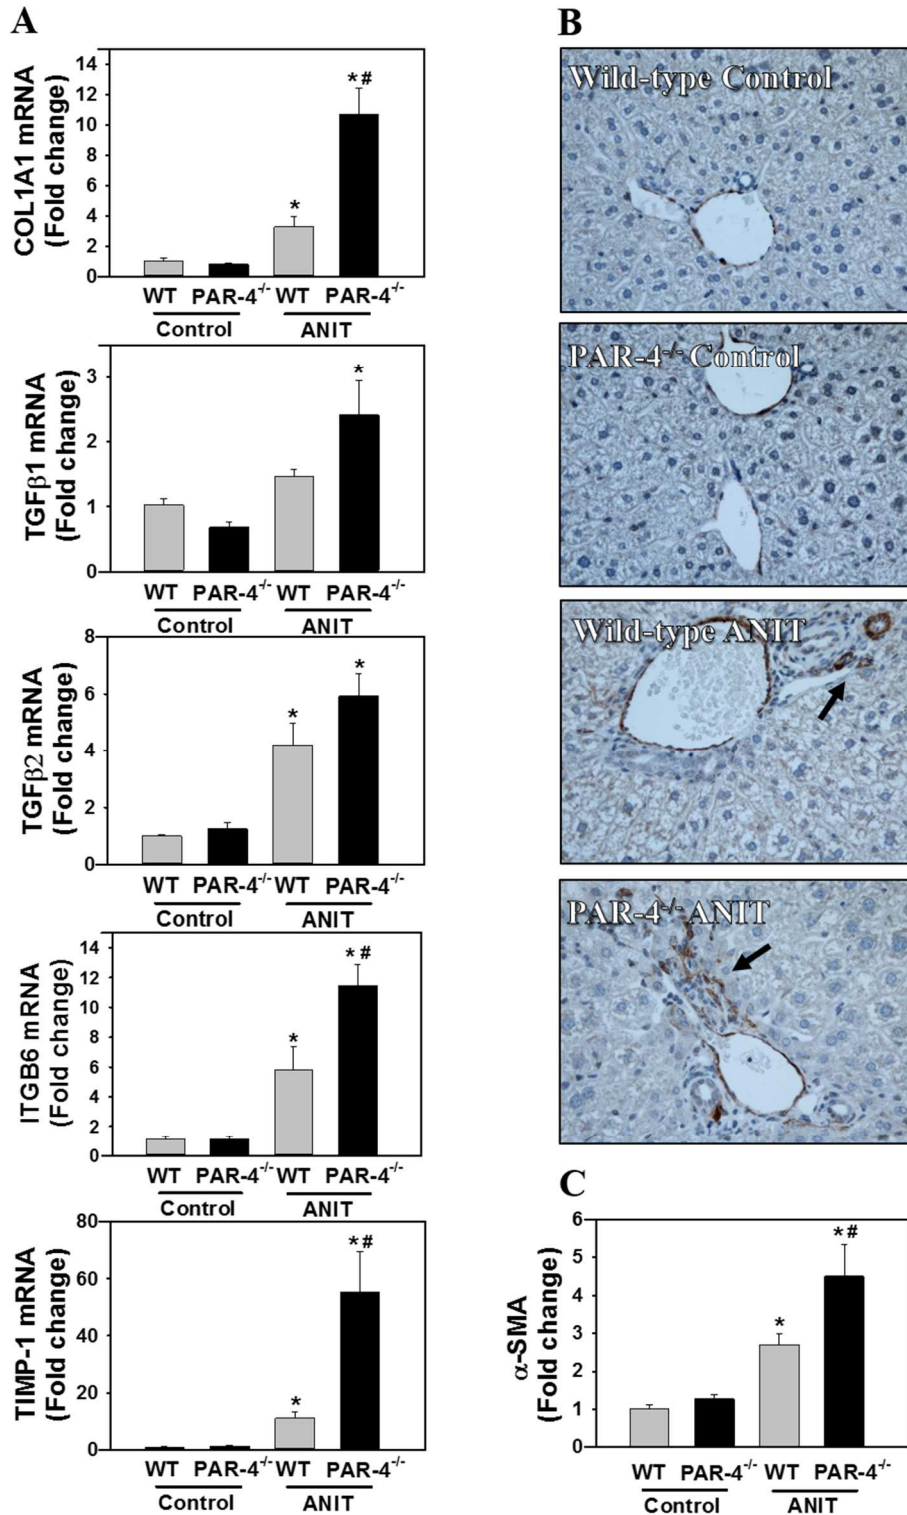 A
COL1A1 mRNA
(Fold change)
14
12
10
8
6
4
2
0
*
*#
WT PAR-4-/- WT PAR-4-/-
Control ANIT
TGFβ1 mRNA
(Fold change)
3
2
1
0
*
WT PAR-4-/- WT PAR-4-/-
Control ANIT
TGFβ2 mRNA
(Fold change)
8
6
4
2
0
*
*
WT PAR-4-/- WT PAR-4-/-
Control ANIT
ITGB6 mRNA
(Fold change)
14
12
10
8
6
4
2
0
*
*#
WT PAR-4-/- WT PAR-4-/-
Control ANIT
TIMP-1 mRNA
(Fold change)
80
60
40
20
0
*
*#
WT PAR-4-/- WT PAR-4-/-
Control ANIT
B
Wild-type Control
PAR-4-/- Control
Wild-type ANIT
PAR-4-/- ANIT
C
α-SMA
(Fold change)
6
5
4
3
2
1
0
*
*#
WT PAR-4-/- WT PAR-4-/-
Control ANIT